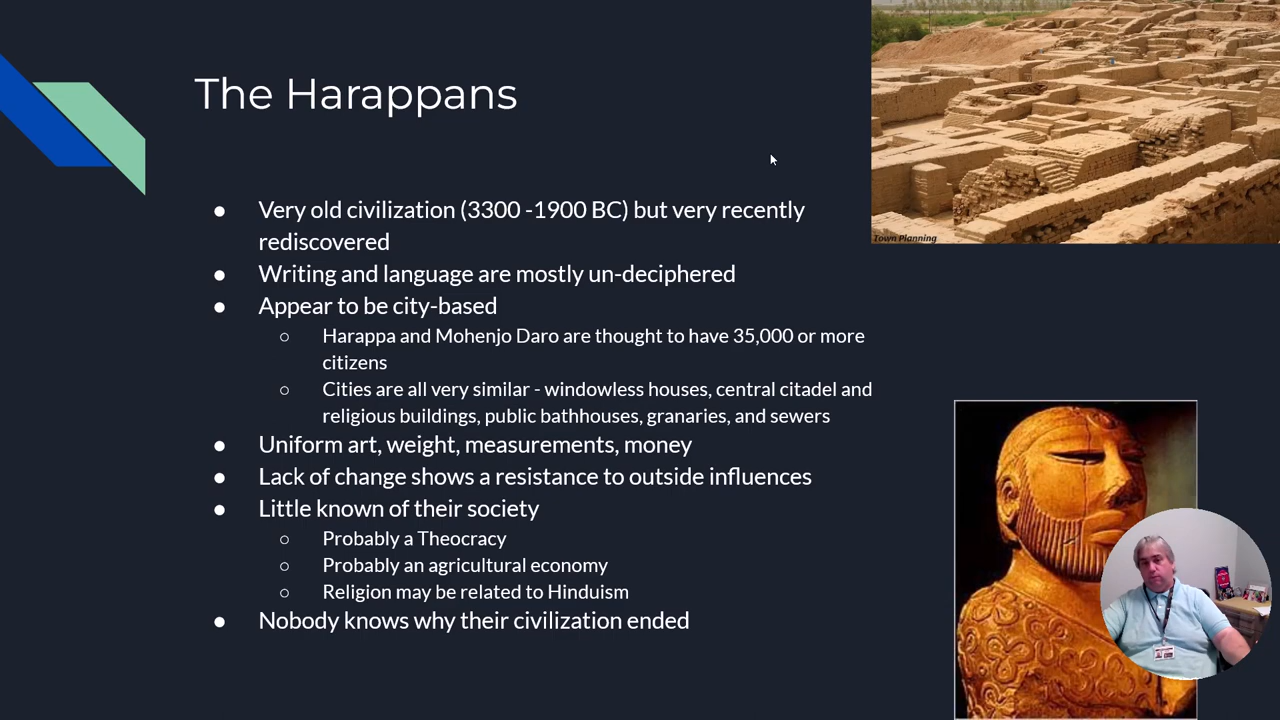 The Harappans
● Very old civilization (3300 -1900 BC) but very recently
rediscovered
● Writing and language are mostly un-deciphered
● Appear to be city-based
○ Harappa and Mohenjo Daro are thought to have 35,000 or more
citizens
○ Cities are all very similar - windowless houses, central citadel and
religious buildings, public bathhouses, granaries, and sewers
● Uniform art, weight, measurements, money
● Lack of change shows a resistance to outside influences
● Little known of their society
○ Probably a Theocracy
○ Probably an agricultural economy
○ Religion may be related to Hinduism
● Nobody knows why their civilization ended
Town Planning